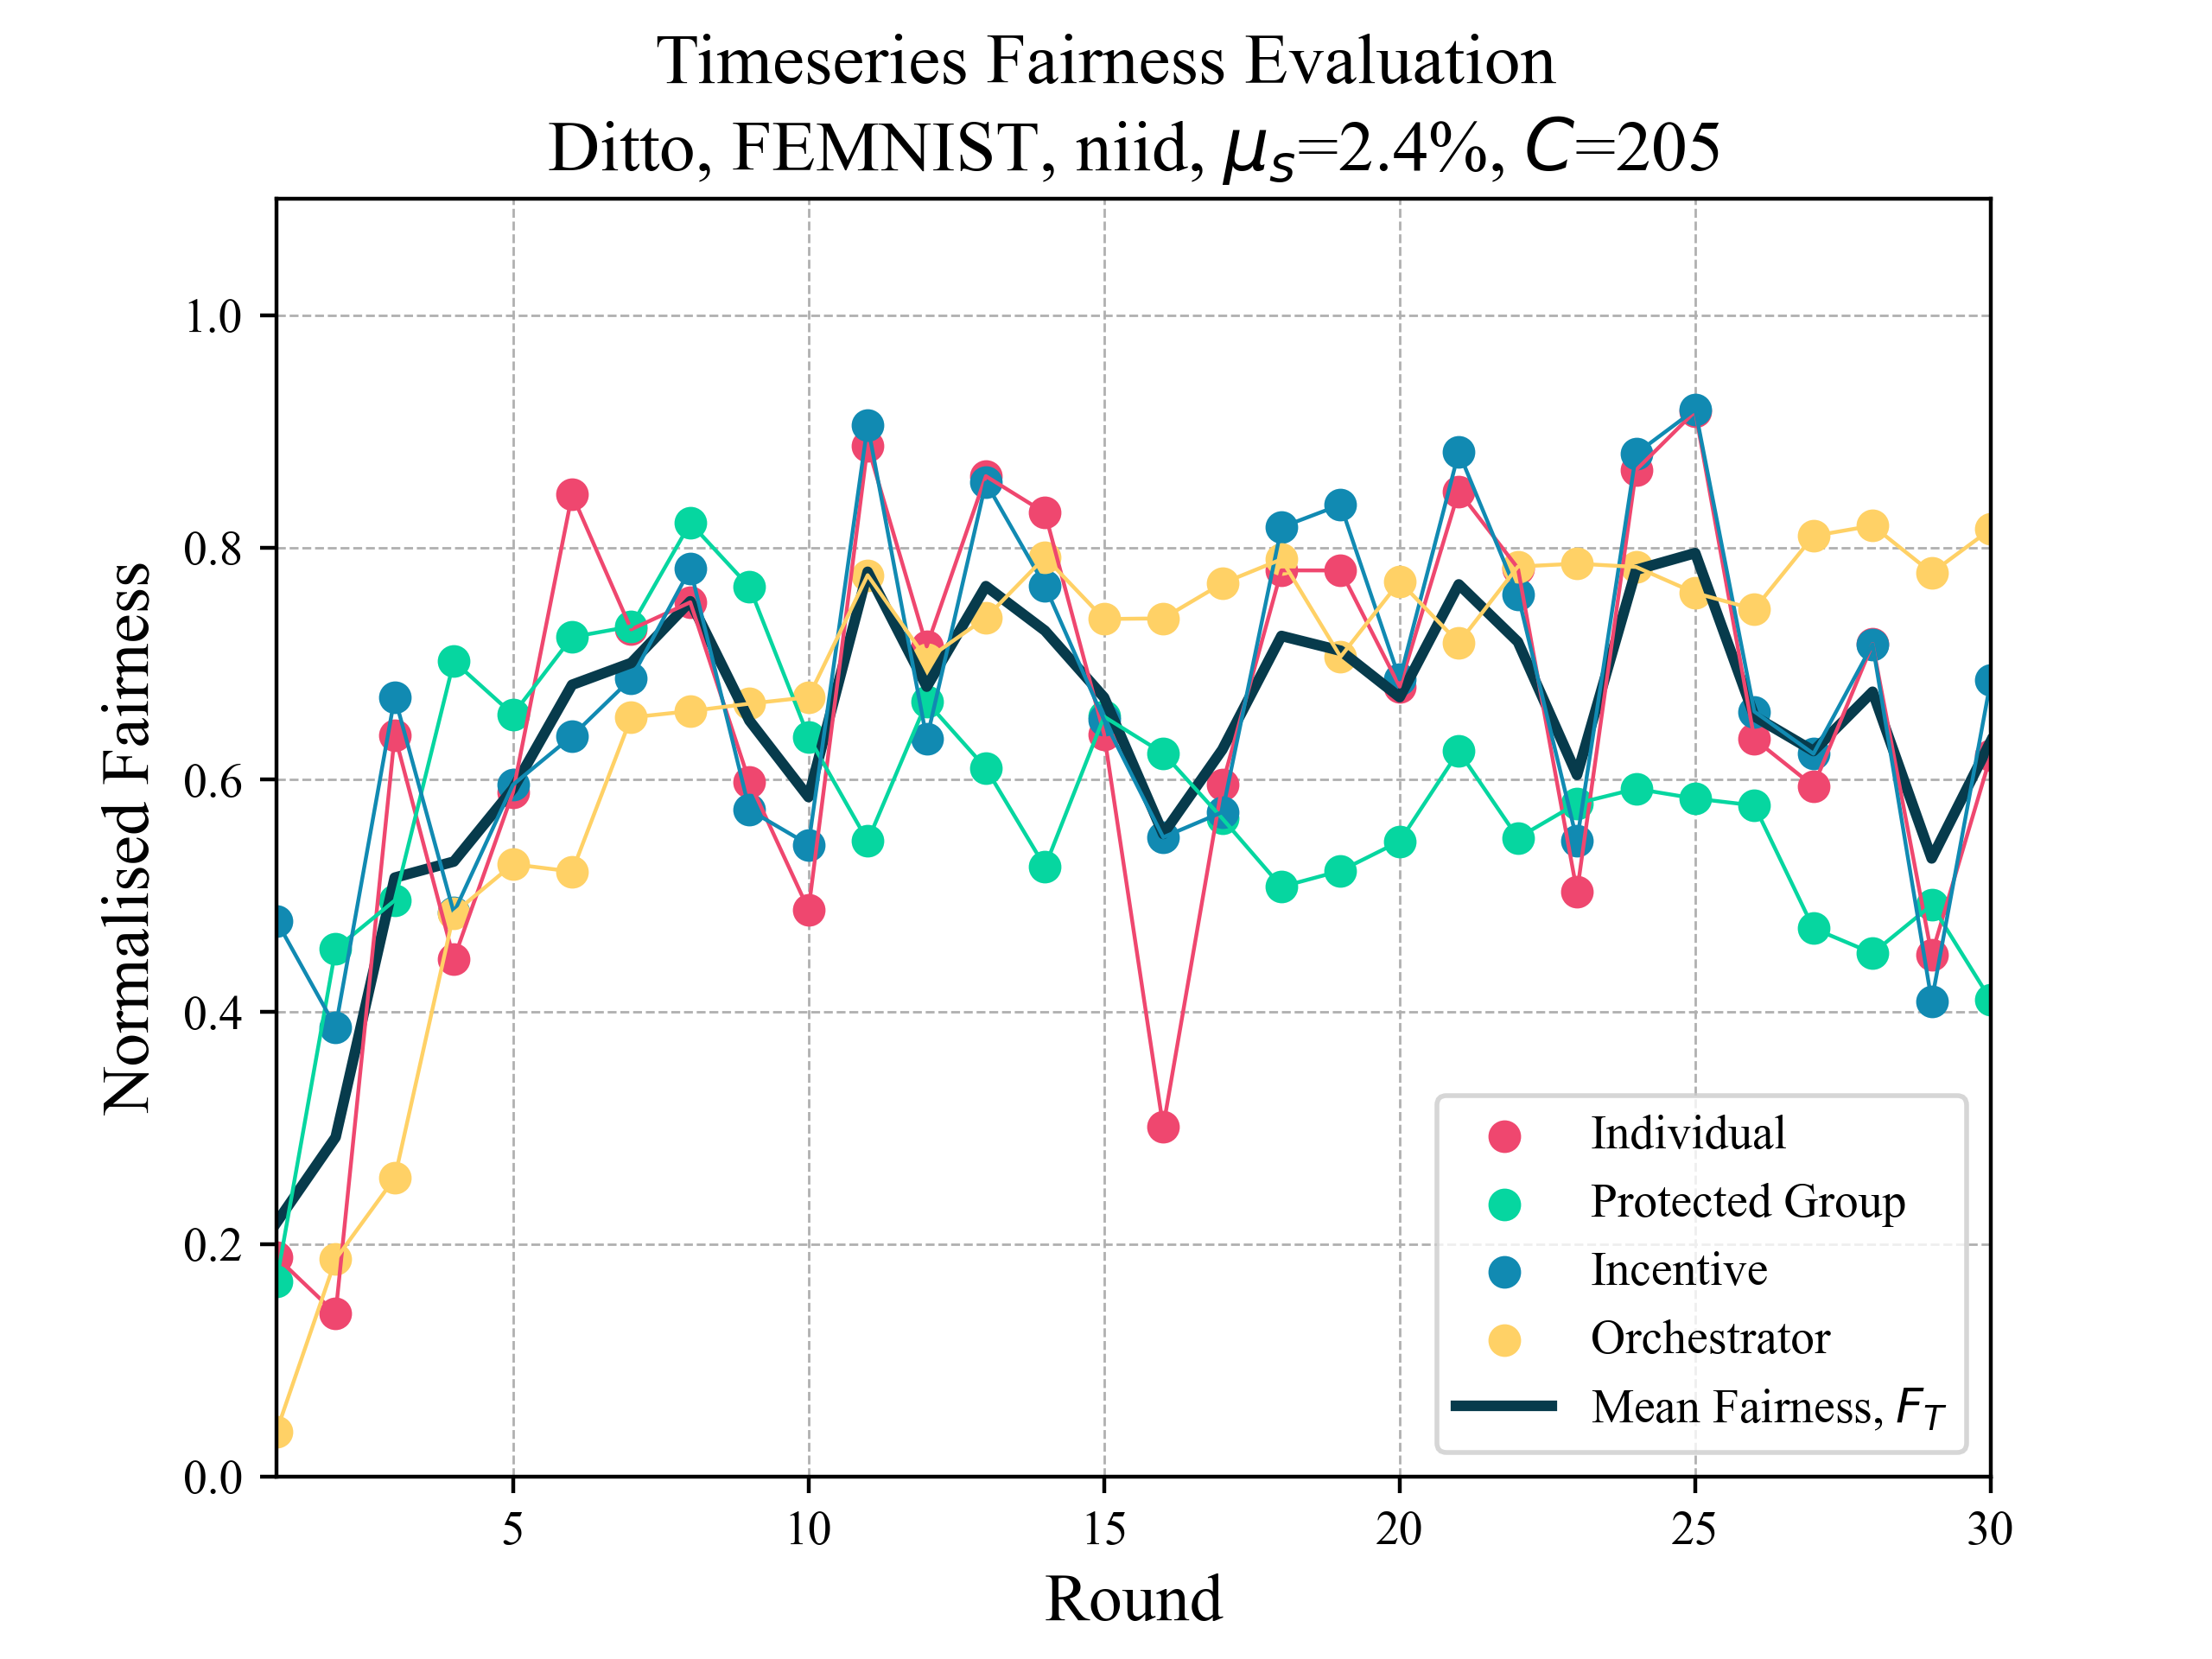 Timeseries Fairness Evaluation
Ditto, FEMNIST, niid, μs=2.4%, C=205
Normalised Fairness
1.0
0.8
0.6
0.4
0.2
0.0
5 10 15 20 25 30
Round
Individual
Protected Group
Incentive
Orchestrator
Mean Fairness, FT